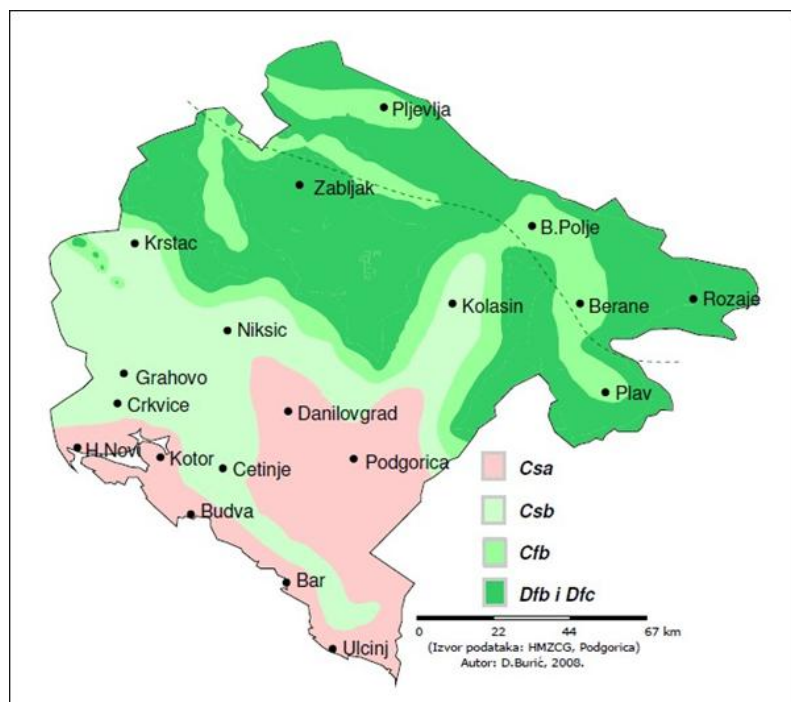 Pljevlja
Zabljak
B.Polje
Krstac
Kolasin
Berane
Rozaje
Niksic
Grahovo
Plav
Crkvice
Danilovgrad
H.Novi
Kotor
Cetinje
Podgorica
Csa
Budva
Csb
Cfb
Bar
Dfb i Dfc
0 22 44 67 km
(Izvor podataka: HMZCG, Podgorica)
Ulcinj
Autor: D.Burić, 2008.